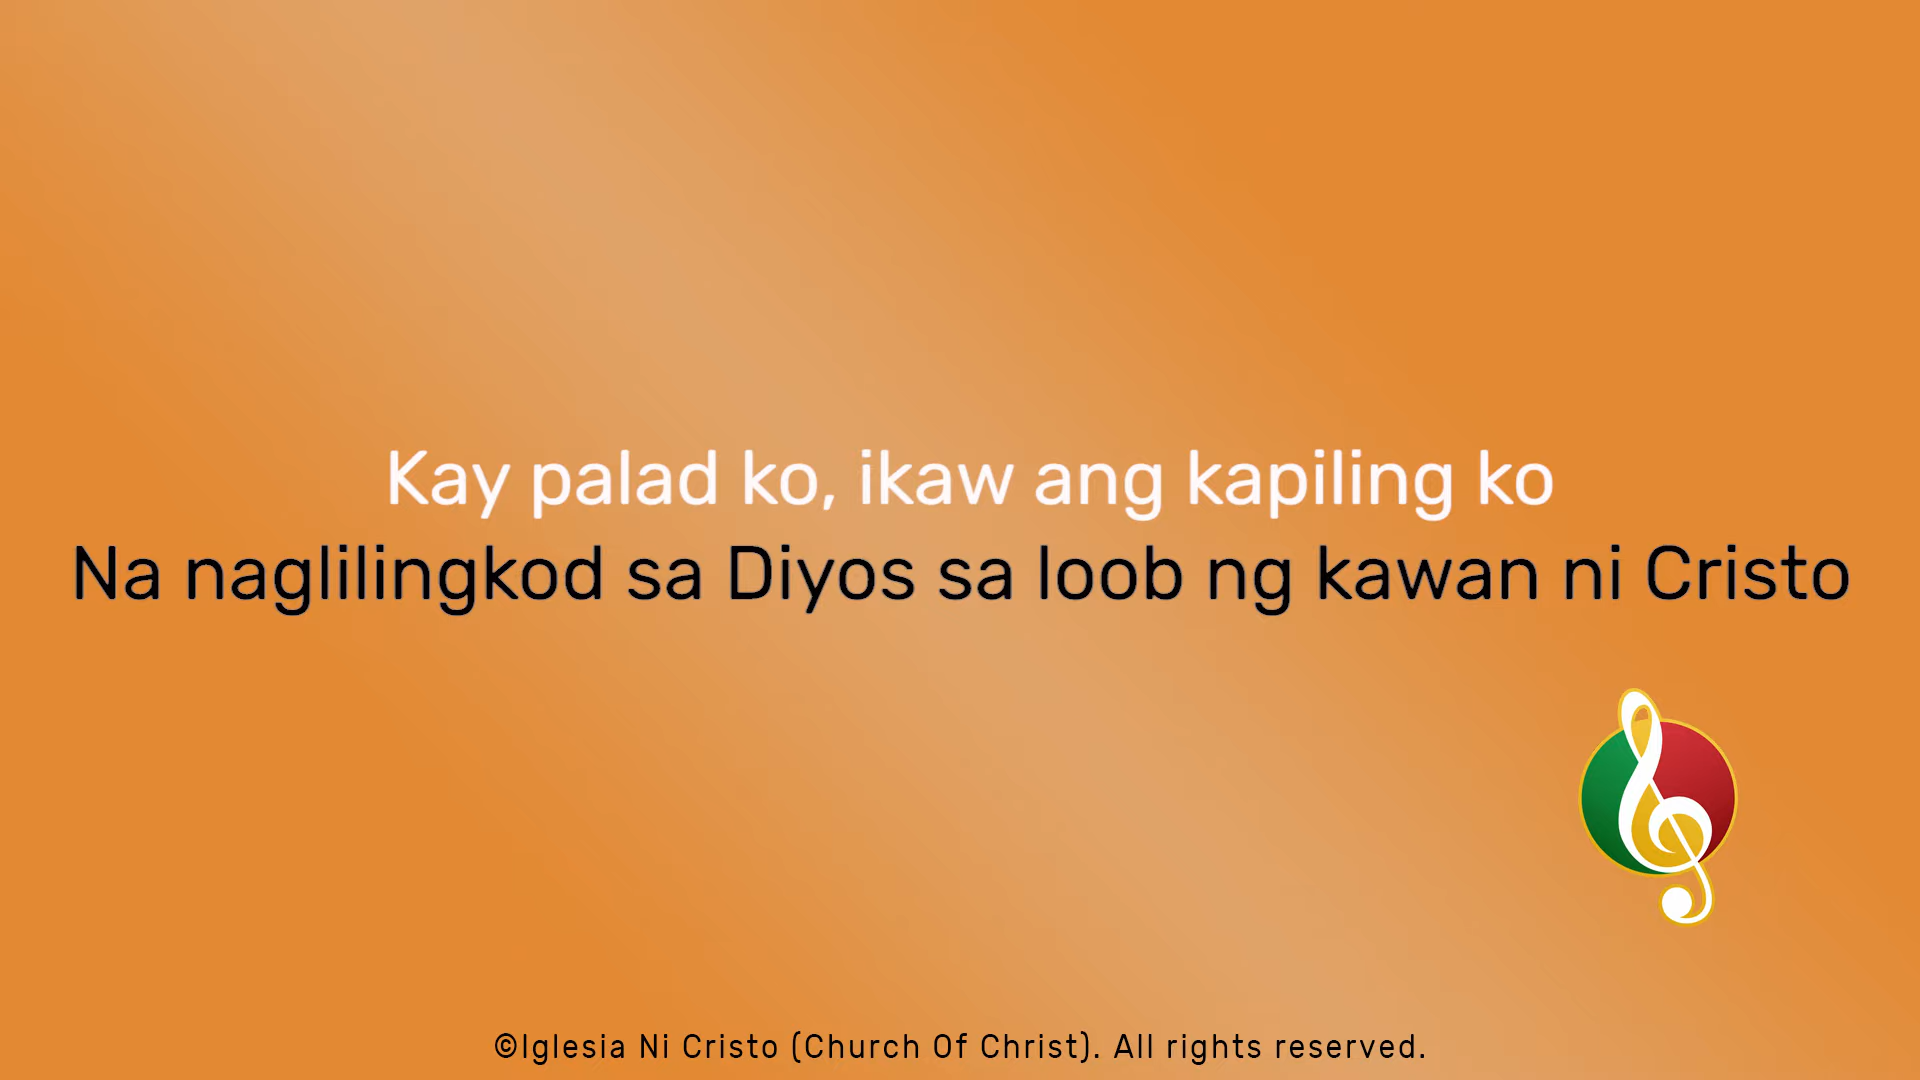 Kay palad ko, ikaw ang kapiling ko
Na naglilingkod sa Diyos sa loob ng kawan ni Cristo
©Iglesia Ni Cristo (Church Of Christ). All rights reserved.